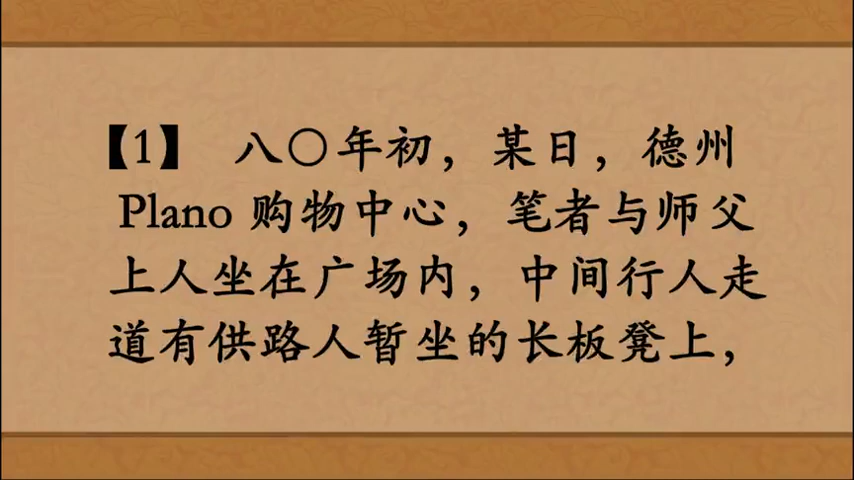 【1】 八〇年初，某日，德州
Plano 购物中心，笔者与师父
上人坐在广场内，中间行人走
道有供路人暂坐的长板凳上，